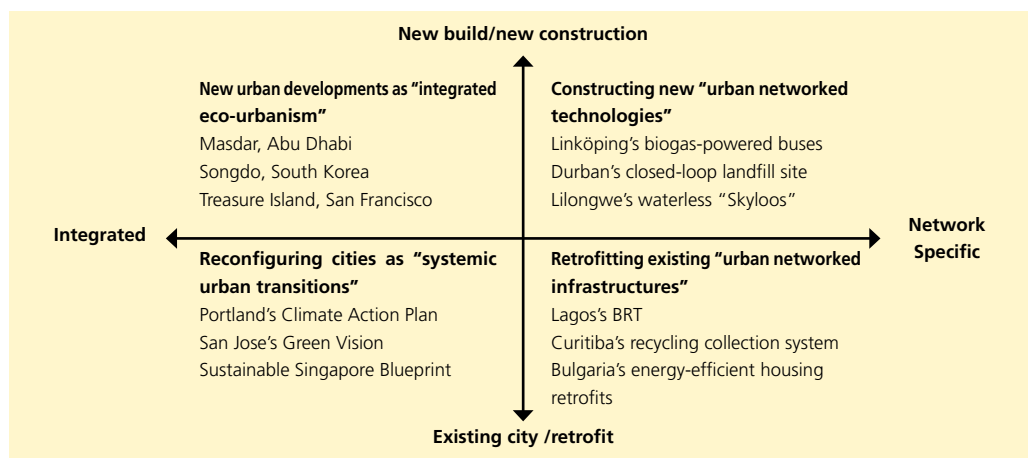 New build/new construction
New urban developments as “integrated
eco-urbanism”
Masdar, Abu Dhabi
Songdo, South Korea
Treasure Island, San Francisco
Constructing new “urban networked
technologies”
Linköping’s biogas-powered buses
Durban’s closed-loop landfill site
Lilongwe’s waterless “Skyloos”
Integrated
Network
Specific
Reconfiguring cities as “systemic
urban transitions”
Portland’s Climate Action Plan
San Jose’s Green Vision
Sustainable Singapore Blueprint
Retrofitting existing “urban networked
infrastructures”
Lagos’s BRT
Curitiba’s recycling collection system
Bulgaria’s energy-efficient housing
retrofits
Existing city /retrofit